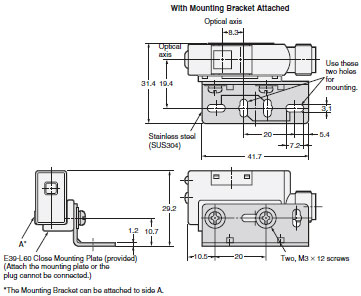 With Mounting Bracket Attached
Optical axis
8.3
Optical
axis
31.4
19.4
Use these
two holes
for
mounting.
3.1
Stainless steel
(SUS304)
20
5.4
7.2
41.7
29.2
A*
1.2
10.7
10.5
20
Two, M3 × 12 screws
E39-L60 Close Mounting Plate (provided)
(Attach the mounting plate or the
plug cannot be connected.)
*The Mounting Bracket can be attached to side A.